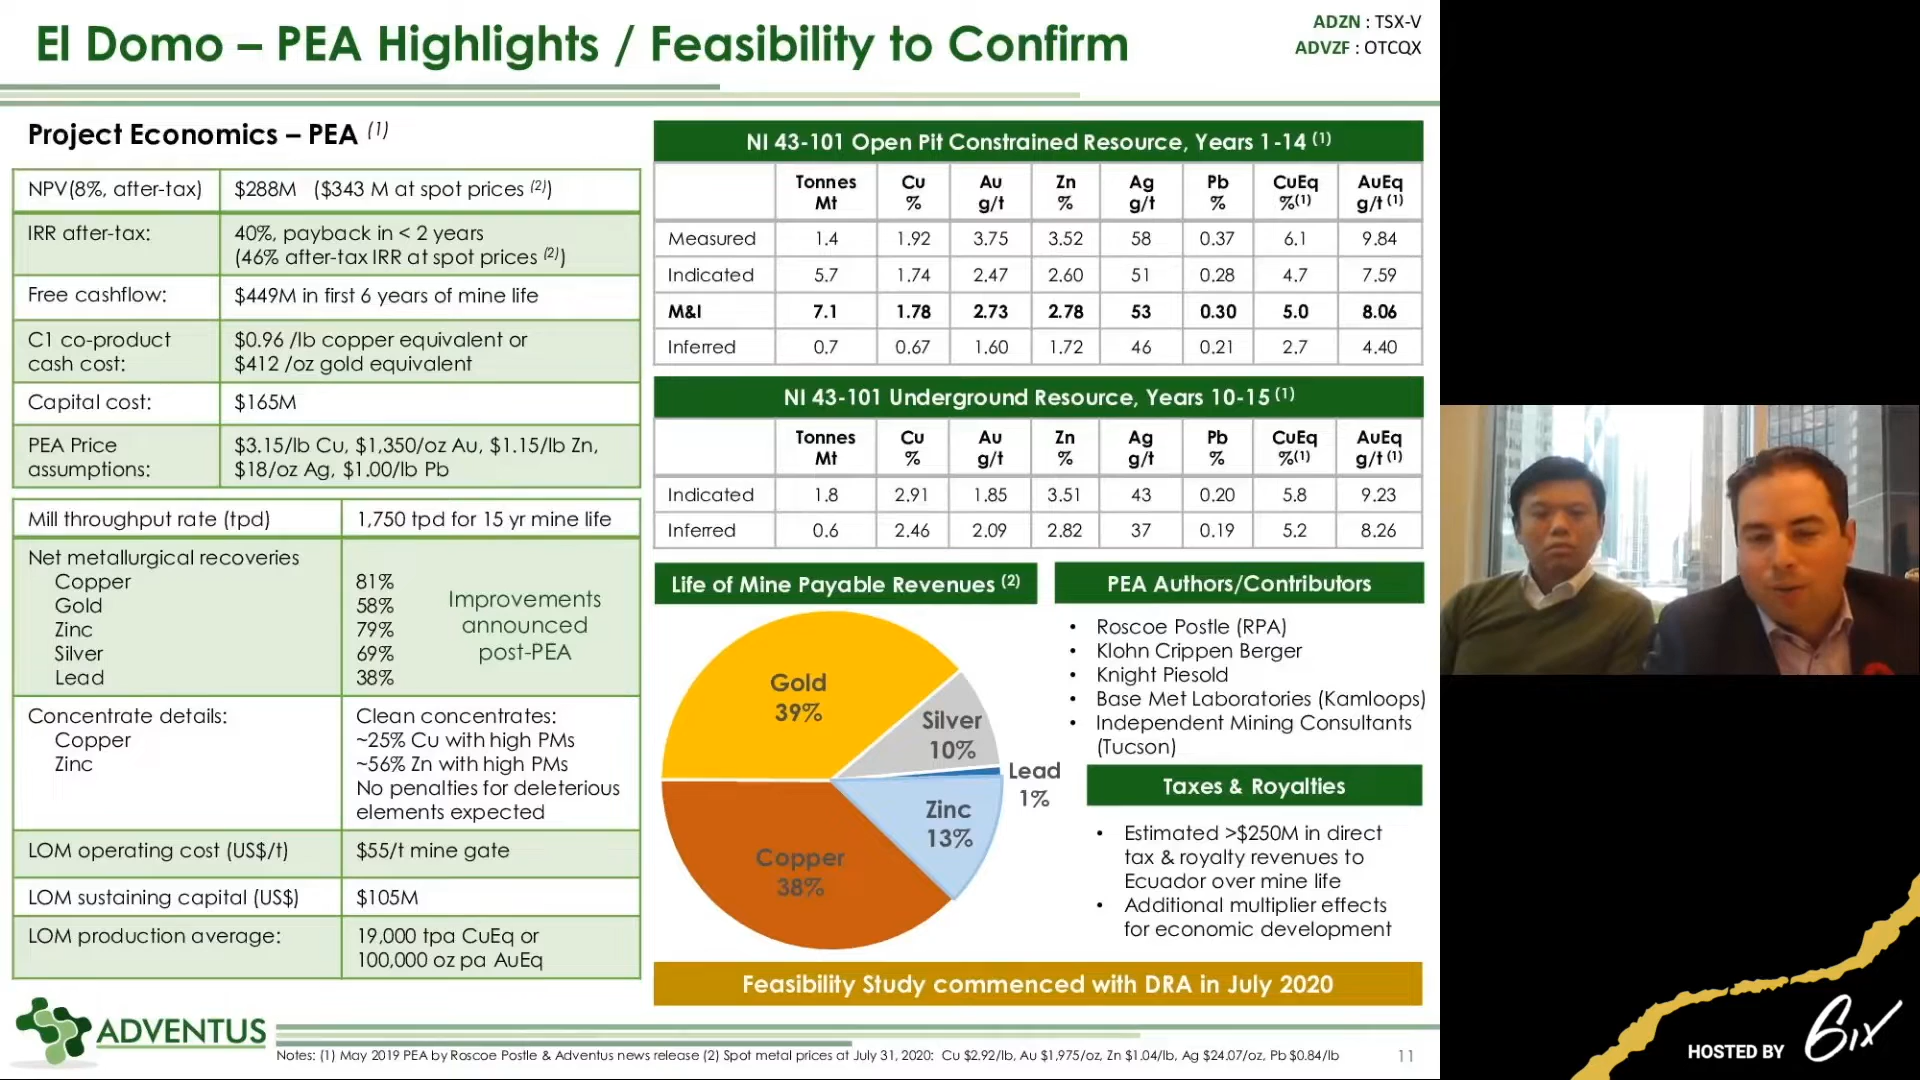 El Domo – PEA Highlights / Feasibility to Confirm
ADZN : TSX-V
ADVZF : OTCQX
Project Economics – PEA (1)
NPV(8%, after-tax) $288M ($343 M at spot prices (2))
IRR after-tax: 40%, payback in < 2 years
(46% after-tax IRR at spot prices (2))
Free cashflow: $449M in first 6 years of mine life
C1 co-product $0.96 /lb copper equivalent or
cash cost: $412 /oz gold equivalent
Capital cost: $165M
PEA Price $3.15/lb Cu, $1,350/oz Au, $1.15/lb Zn,
assumptions: $18/oz Ag, $1.00/lb Pb
Mill throughput rate (tpd) 1,750 tpd for 15 yr mine life
Net metallurgical recoveries
Copper 81%
Gold 58%
Zinc 79%
Silver 69%
Lead 38%
Improvements
announced
post-PEA
Concentrate details: Clean concentrates:
Copper ~25% Cu with high PMs
Zinc ~56% Zn with high PMs
No penalties for deleterious
elements expected
LOM operating cost (US$/t) $55/t mine gate
LOM sustaining capital (US$) $105M
LOM production average: 19,000 tpa CuEq or
100,000 oz pa AuEq
NI 43-101 Open Pit Constrained Resource, Years 1-14 (1)
Tonnes Cu Au Zn Ag Pb CuEq AuEq
Mt % g/t % g/t % %(1) g/t (1)
Measured 1.4 1.92 3.75 3.52 58 0.37 6.1 9.84
Indicated 5.7 1.74 2.47 2.60 51 0.28 4.7 7.59
M&I 7.1 1.78 2.73 2.78 53 0.30 5.0 8.06
Inferred 0.7 0.67 1.60 1.72 46 0.21 2.7 4.40
NI 43-101 Underground Resource, Years 10-15 (1)
Tonnes Cu Au Zn Ag Pb CuEq AuEq
Mt % g/t % g/t % %(1) g/t (1)
Indicated 1.8 2.91 1.85 3.51 43 0.20 5.8 9.23
Inferred 0.6 2.46 2.09 2.82 37 0.19 5.2 8.26
Life of Mine Payable Revenues (2)
Gold
39%
Silver
10%
Lead
1%
Zinc
13%
Copper
38%
PEA Authors/Contributors
• Roscoe Postle (RPA)
• Klohn Crippen Berger
• Knight Piesold
• Base Met Laboratories (Kamloops)
• Independent Mining Consultants
(Tucson)
Taxes & Royalties
• Estimated >$250M in direct
tax & royalty revenues to
Ecuador over mine life
• Additional multiplier effects
for economic development
Feasibility Study commenced with DRA in July 2020
ADVENTUS
Notes: (1) May 2019 PEA by Roscoe Postle & Adventus news release (2) Spot metal prices at July 31, 2020: Cu $2.92/lb, Au $1,975/oz, Zn $1.04/lb, Ag $24.07/oz, Pb $0.84/lb
11
HOSTED BY 6ix